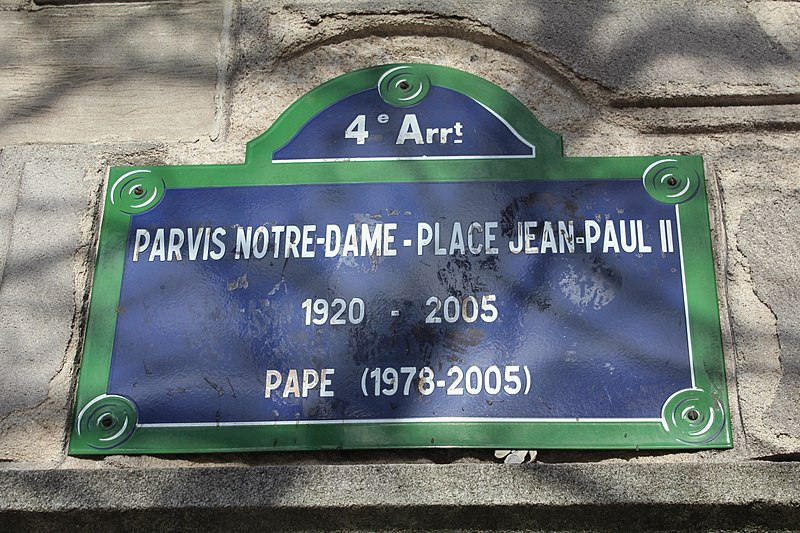 4e Arrt
PARVIS NOTRE-DAME - PLACE JEAN-PAUL II
1920 - 2005
PAPE (1978-2005)